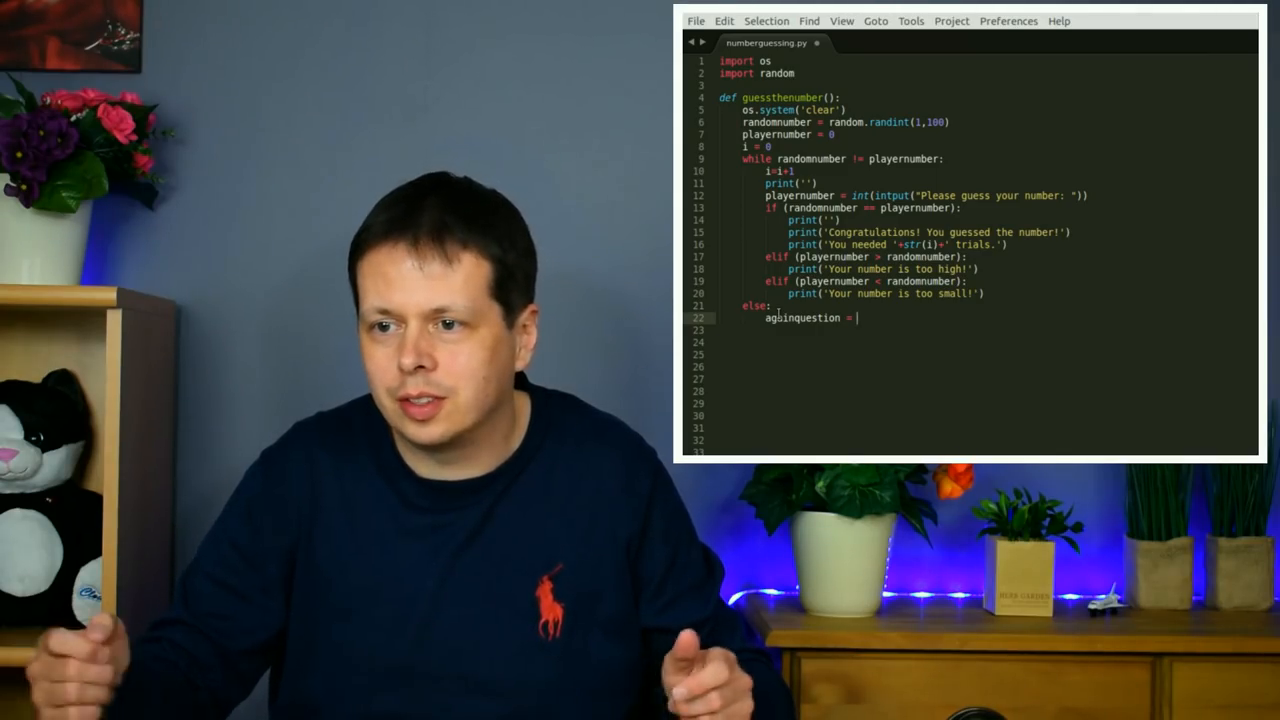 File Edit Selection Find View Goto Tools Project Preferences Help
numberguessing.py
1 import os
2 import random
3
4 def guessthenumber():
5 os.system('clear')
6 randomnumber = random.randint(1,100)
7 playernumber = 0
8 i = 0
9 while randomnumber != playernumber:
10 i=i+1
11 print('')
12 playernumber = int(intput("Please guess your number: "))
13 if (randomnumber == playernumber):
14 print('')
15 print('Congratulations! You guessed the number!')
16 print('You needed '+str(i)+' trials.')
17 elif (playernumber > randomnumber):
18 print('Your number is too high!')
19 elif (playernumber < randomnumber):
20 print('Your number is too small!')
21 else:
22 againquestion =
23
24
25
26
27
28
29
30
31
32
33
HERB GARDEN